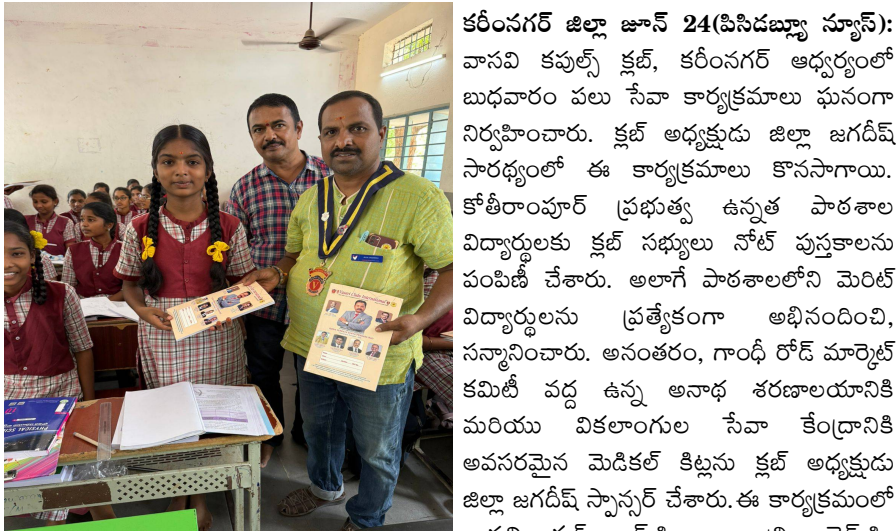 కరీంనగర్ జిల్లా జూన్ 24(పిసిడబ్ల్యూ న్యూస్):
వాసవి కపుల్స్ క్లబ్, కరీంనగర్ ఆధ్వర్యంలో
బుధవారం పలు సేవా కార్యక్రమాలు ఘనంగా
నిర్వహించారు. క్లబ్ అధ్యక్షుడు జిల్లా జగదీష్
సారథ్యంలో ఈ కార్యక్రమాలు కొనసాగాయి.
కోతీరాంపూర్ ప్రభుత్వ ఉన్నత పాఠశాల
విద్యార్థులకు క్లబ్ సభ్యులు నోట్ పుస్తకాలను
పంపిణీ చేశారు. అలాగే పాఠశాలలోని మెరిట్
విద్యార్థులను ప్రత్యేకంగా అభినందించి,
సన్మానించారు. అనంతరం, గాంధీ రోడ్ మార్కెట్
కమిటీ వద్ద ఉన్న అనాథ శరణాలయానికి
మరియు వికలాంగుల సేవా కేంద్రానికి
అవసరమైన మెడికల్ కిట్లను క్లబ్ అధ్యక్షుడు
జిల్లా జగదీష్ స్పాన్సర్ చేశారు. ఈ కార్యక్రమంలో
Clubs International
PHYSICAL